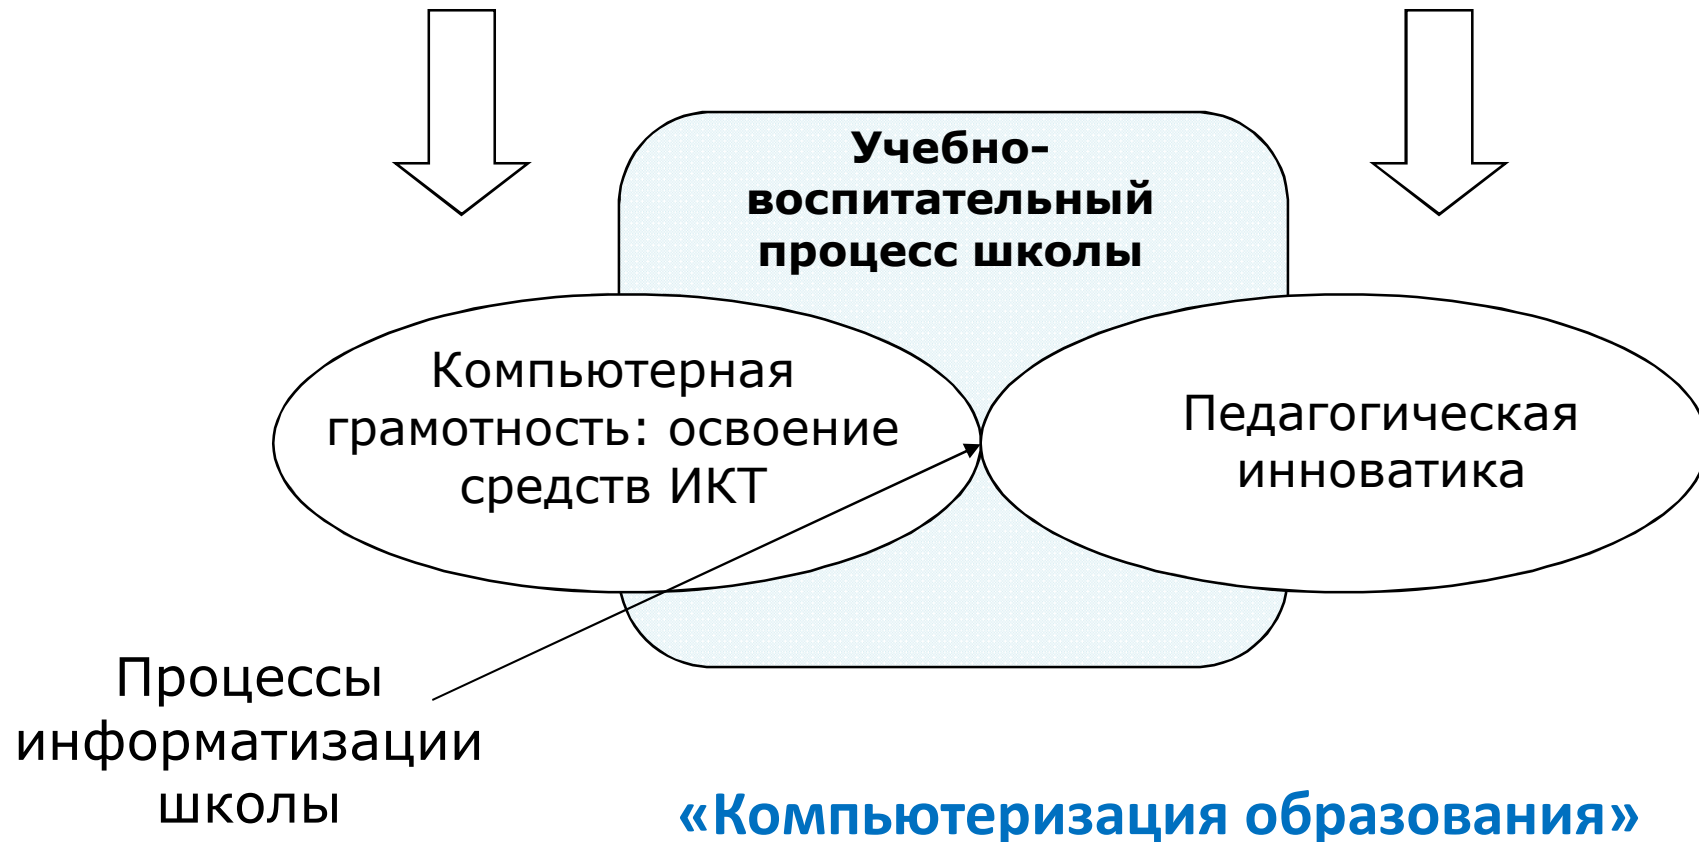 Учебно-
воспитательный
процесс школы
Компьютерная
грамотность: освоение
средств ИКТ
Педагогическая
инноватика
Процессы
информатизации
школы
«Компьютеризация образования»